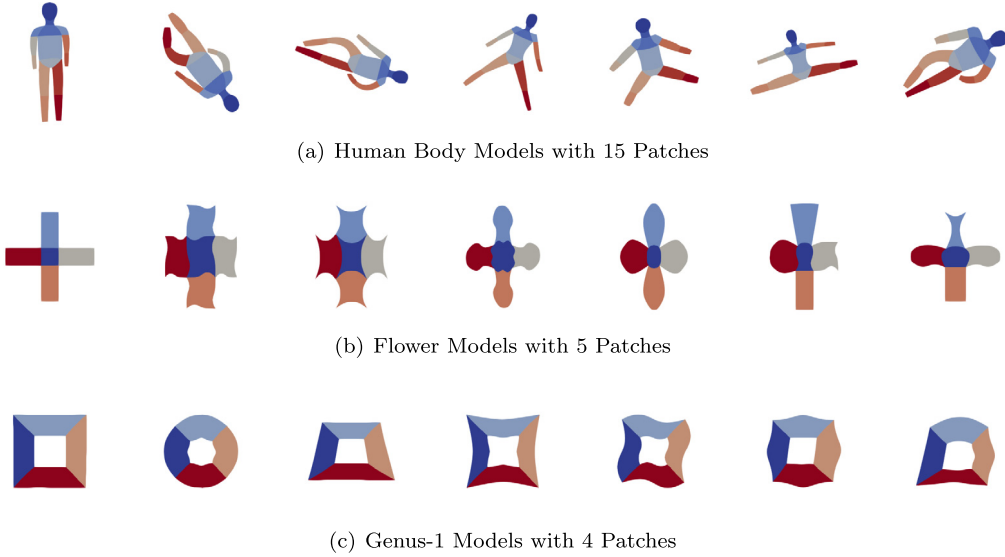 (a) Human Body Models with 15 Patches
(b) Flower Models with 5 Patches
(c) Genus-1 Models with 4 Patches